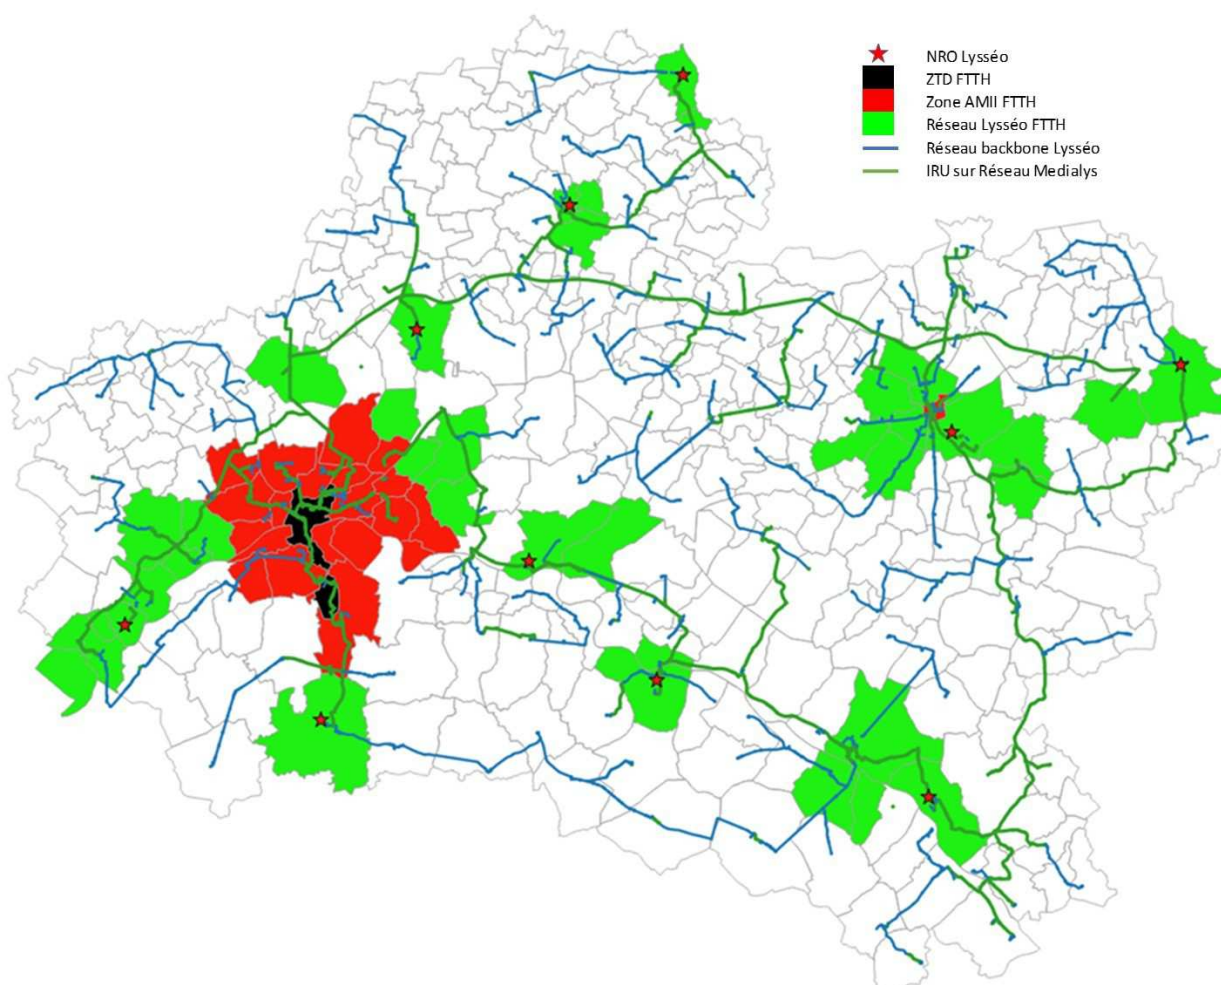 NRO Lysséo
ZTD FTTH
Zone AMII FTTH
Réseau Lysséo FTTH
Réseau backbone Lysséo
IRU sur Réseau Medialys